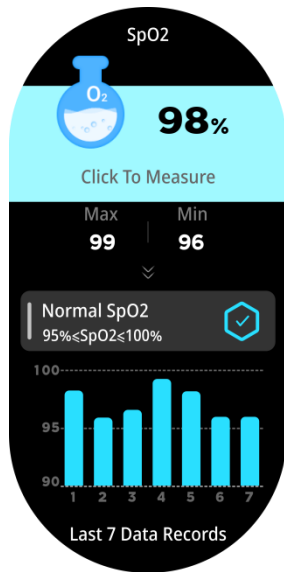 SpO2
O₂
98%
Click To Measure
Max Min
99 96
Normal SpO2
95%≤SpO2≤100%
100
95
90
1 2 3 4 5 6 7
Last 7 Data Records